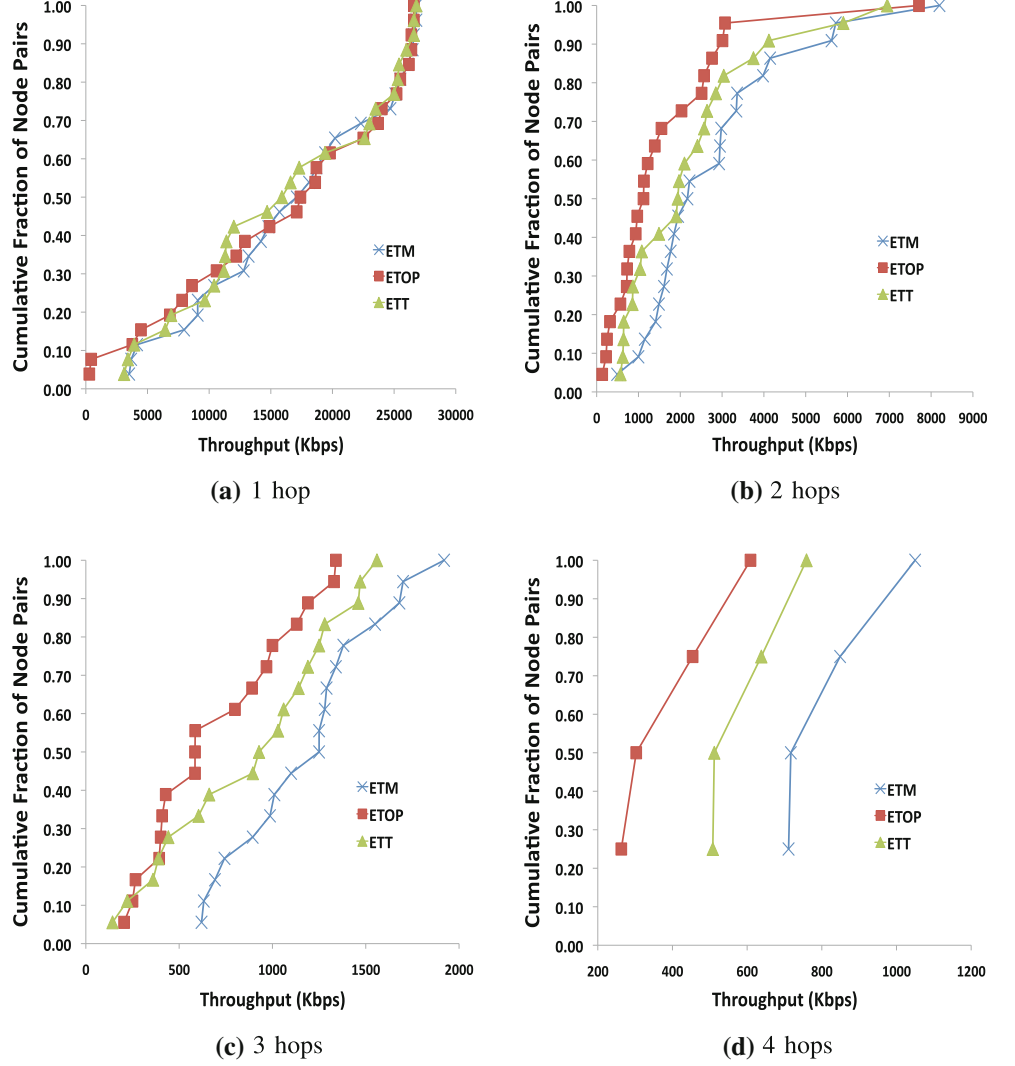 Cumulative Fraction of Node Pairs
1.00
0.90
0.80
0.70
0.60
0.50
0.40
0.30
0.20
0.10
0.00
0 5000 10000 15000 20000 25000 30000
Throughput (Kbps)
ETM
ETOP
ETT
(a) 1 hop
Cumulative Fraction of Node Pairs
1.00
0.90
0.80
0.70
0.60
0.50
0.40
0.30
0.20
0.10
0.00
0 1000 2000 3000 4000 5000 6000 7000 8000 9000
Throughput (Kbps)
ETM
ETOP
ETT
(b) 2 hops
Cumulative Fraction of Node Pairs
1.00
0.90
0.80
0.70
0.60
0.50
0.40
0.30
0.20
0.10
0.00
0 500 1000 1500 2000
Throughput (Kbps)
ETM
ETOP
ETT
(c) 3 hops
Cumulative Fraction of Node Pairs
1.00
0.90
0.80
0.70
0.60
0.50
0.40
0.30
0.20
0.10
0.00
200 400 600 800 1000 1200
Throughput (Kbps)
ETM
ETOP
ETT
(d) 4 hops